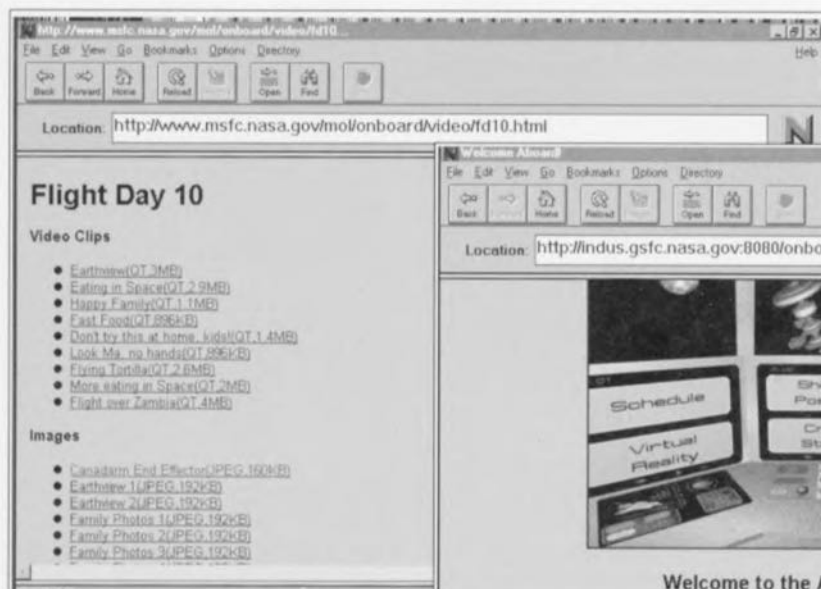 http://www.msfc.nasa.gov/mol/onboard/video/fd10...
File Edit View Go Bookmarks Options Directory
Help
Back Forward Home Reload Open Find
Location: http://www.msfc.nasa.gov/mol/onboard/video/fd10.html
N
Flight Day 10
Video Clips
Earthview(QT,3MB)
Eating in Space(QT,2.9MB)
Happy Family(QT,1.1MB)
Fast Food(QT,896KB)
Don't try this at home, kids!(QT,1.4MB)
Look Ma, no hands(QT,896KB)
Flying Tortilla(QT,2.6MB)
More eating in Space(QT,2MB)
Flight over Zambia(QT,4MB)
Images
Canadarm End Effector(JPEG,160KB)
Earthview 1(JPEG,192KB)
Earthview 2(JPEG,192KB)
Family Photos 1(JPEG,192KB)
Family Photos 2(JPEG,192KB)
Family Photos 3(JPEG,192KB)
Welcome Aboard!
File Edit View Go Bookmarks Options Directory
Back Forward Home Reload Open Find
Location: http://indus.gsfc.nasa.gov:8080/onbo
Schedule
Virtual
Reality
Sh
Pos
Cr
St
Welcome to the A